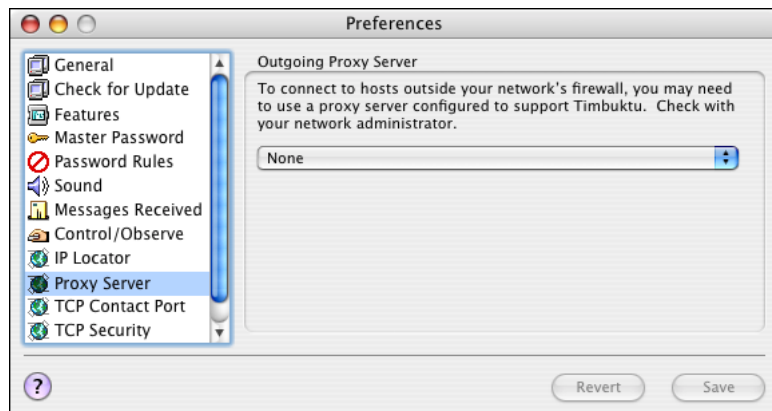 Preferences
General
Check for Update
Features
Master Password
Password Rules
Sound
Messages Received
Control/Observe
IP Locator
Proxy Server
TCP Contact Port
TCP Security
Outgoing Proxy Server
To connect to hosts outside your network's firewall, you may need
to use a proxy server configured to support Timbuktu.  Check with
your network administrator.
None
?
Revert
Save